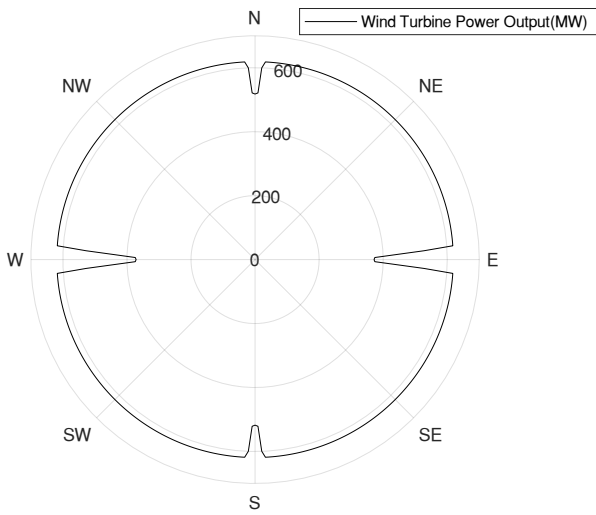 N
Wind Turbine Power Output(MW)
600
NW
NE
400
200
W
0
E
SW
SE
S